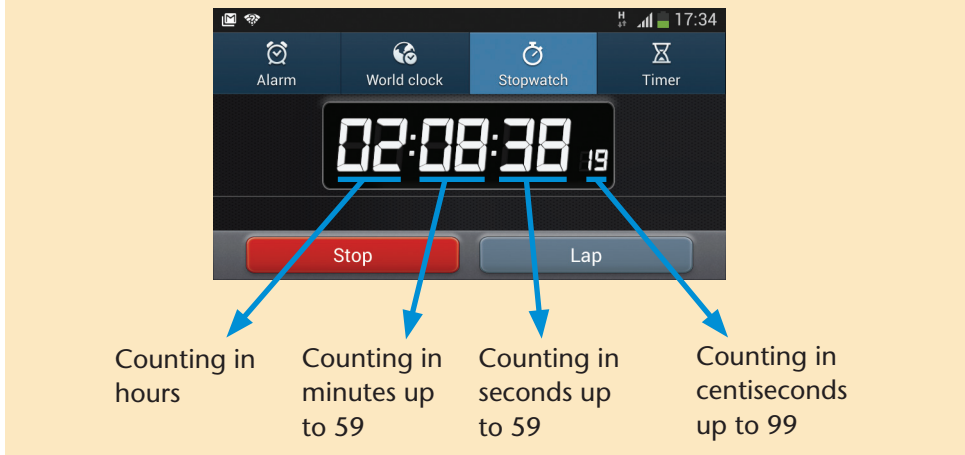 H 17:34
Alarm World clock Stopwatch Timer
02:08:38 19
Stop Lap
Counting in hours
Counting in minutes up to 59
Counting in seconds up to 59
Counting in centiseconds up to 99